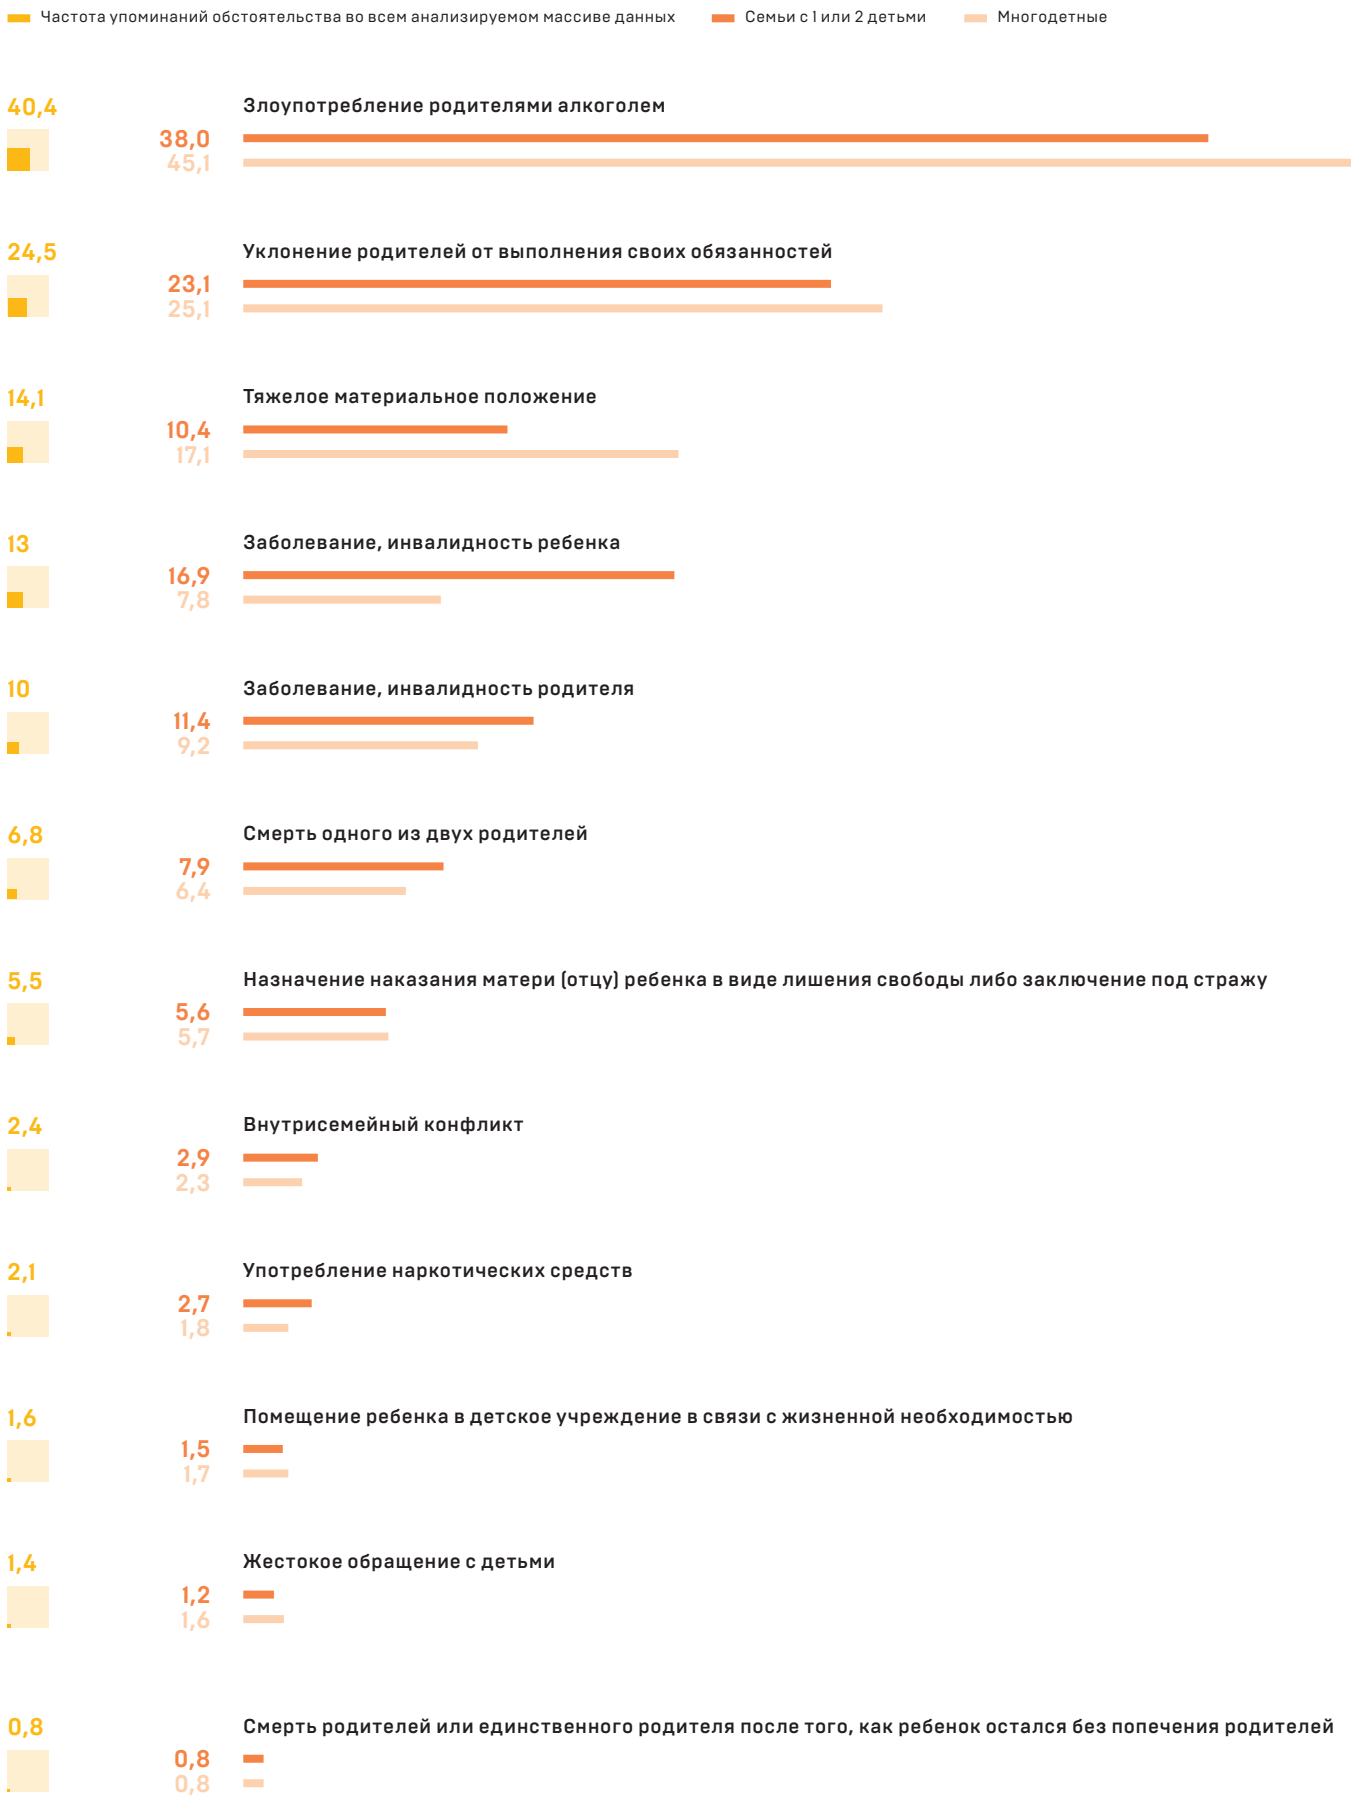 Частота упоминаний обстоятельства во всем анализируемом массиве данных Семьи с 1 или 2 детьми Многодетные
40,4 Злоупотребление родителями алкоголем
38,0
45,1
24,5 Уклонение родителей от выполнения своих обязанностей
23,1
25,1
14,1 Тяжелое материальное положение
10,4
17,1
13 Заболевание, инвалидность ребенка
16,9
7,8
10 Заболевание, инвалидность родителя
11,4
9,2
6,8 Смерть одного из двух родителей
7,9
6,4
5,5 Назначение наказания матери (отцу) ребенка в виде лишения свободы либо заключение под стражу
5,6
5,7
2,4 Внутрисемейный конфликт
2,9
2,3
2,1 Употребление наркотических средств
2,7
1,8
1,6 Помещение ребенка в детское учреждение в связи с жизненной необходимостью
1,5
1,7
1,4 Жестокое обращение с детьми
1,2
1,6
0,8 Смерть родителей или единственного родителя после того, как ребенок остался без попечения родителей
0,8
0,8